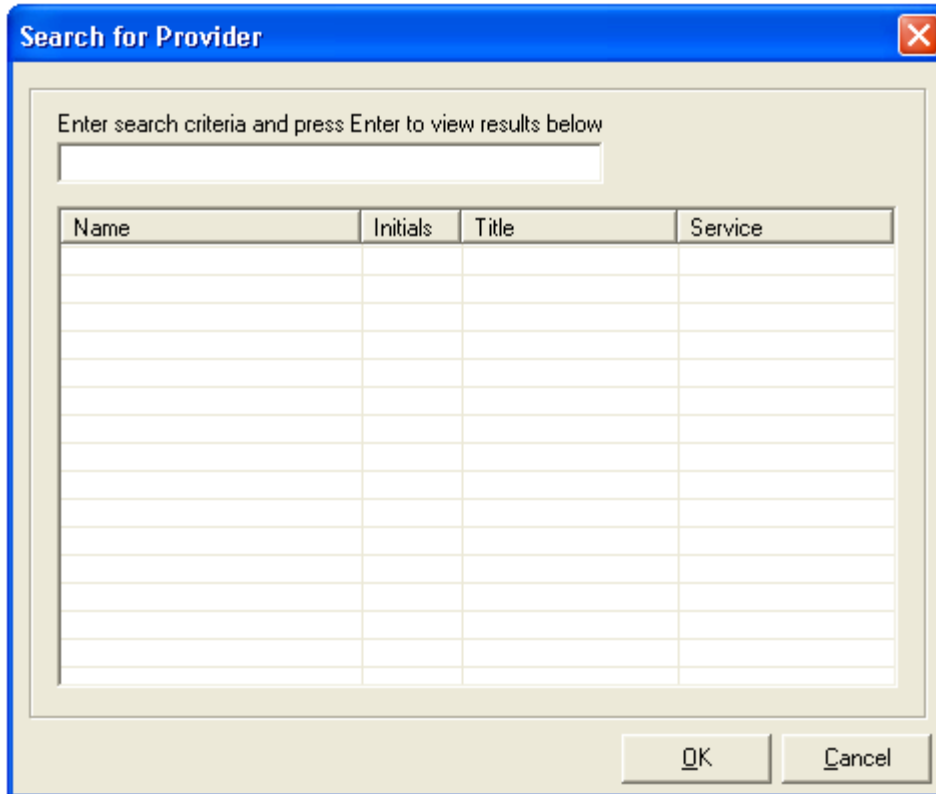 Search for Provider
Enter search criteria and press Enter to view results below
Name Initials Title Service
OK Cancel